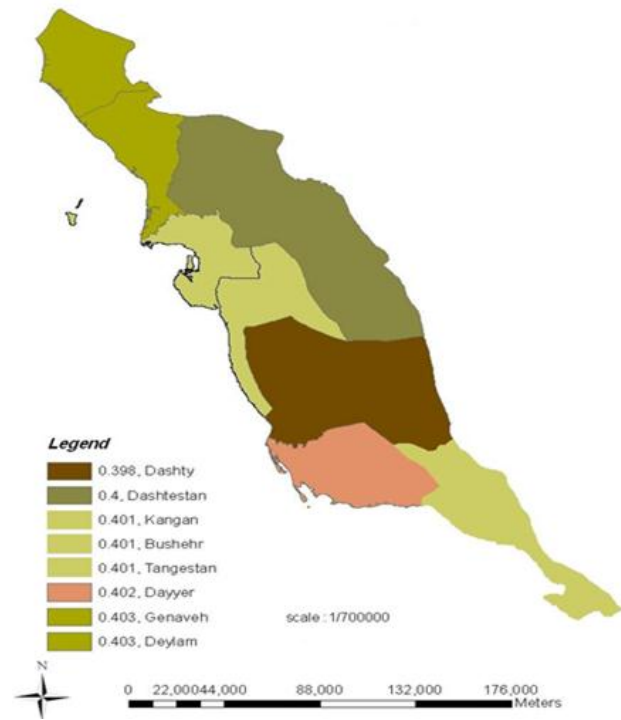 Legend
0.398, Dashty
0.4, Dashtestan
0.401, Kangan
0.401, Bushehr
0.401, Tangestan
0.402, Dayyer
0.403, Genaveh
0.403, Deylam
scale : 1/700000
N
0 22,00044,000 88,000 132,000 176,000
Meters